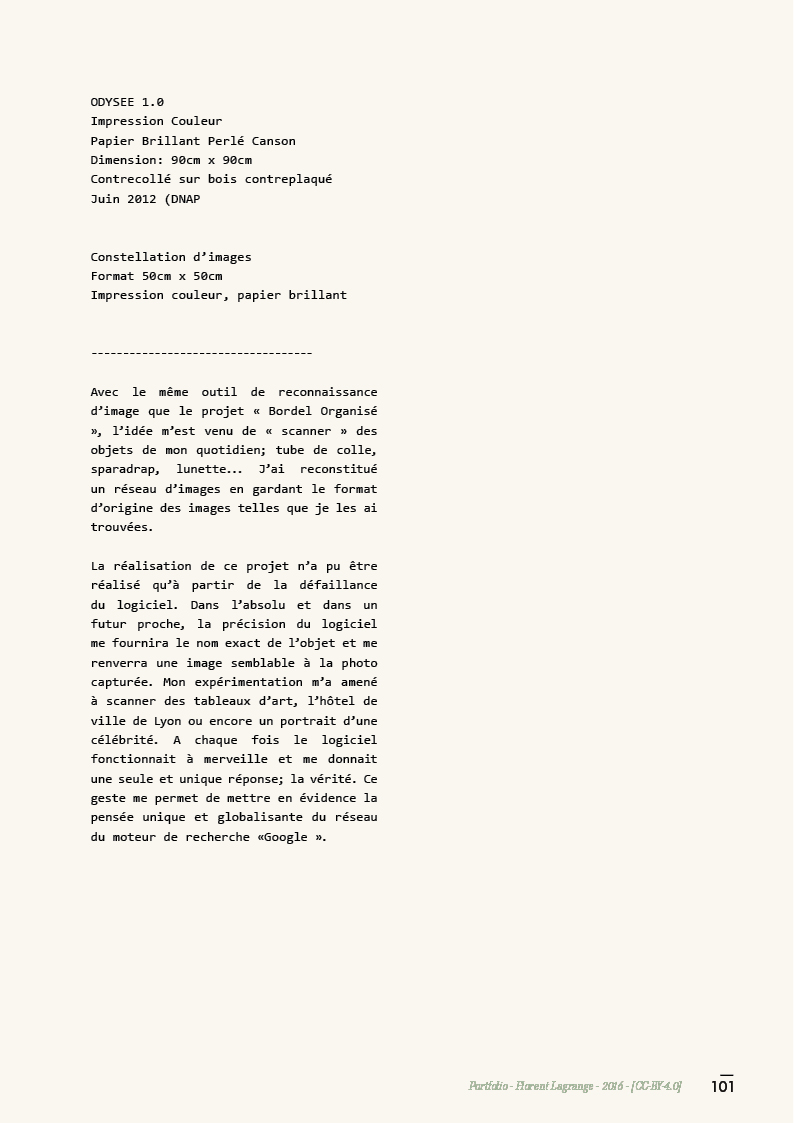 ODYSEE 1.0
Impression Couleur
Papier Brillant Perlé Canson
Dimension: 90cm x 90cm
Contrecollé sur bois contreplaqué
Juin 2012 (DNAP
Constellation d’images
Format 50cm x 50cm
Impression couleur, papier brillant
-----------------------------------
Avec le même outil de reconnaissance
d’image que le projet « Bordel Organisé
», l’idée m’est venu de « scanner » des
objets de mon quotidien; tube de colle,
sparadrap, lunette... J’ai reconstitué
un réseau d’images en gardant le format
d’origine des images telles que je les ai
trouvées.
La réalisation de ce projet n’a pu être
réalisé qu’à partir de la défaillance
du logiciel. Dans l’absolu et dans un
futur proche, la précision du logiciel
me fournira le nom exact de l’objet et me
renverra une image semblable à la photo
capturée. Mon expérimentation m’a amené
à scanner des tableaux d’art, l’hôtel de
ville de Lyon ou encore un portrait d’une
célébrité. A chaque fois le logiciel
fonctionnait à merveille et me donnait
une seule et unique réponse; la vérité. Ce
geste me permet de mettre en évidence la
pensée unique et globalisante du réseau
du moteur de recherche «Google ».
Portfolio - Florent Lagrange - 2016 - [CC-BY-4.0] 101